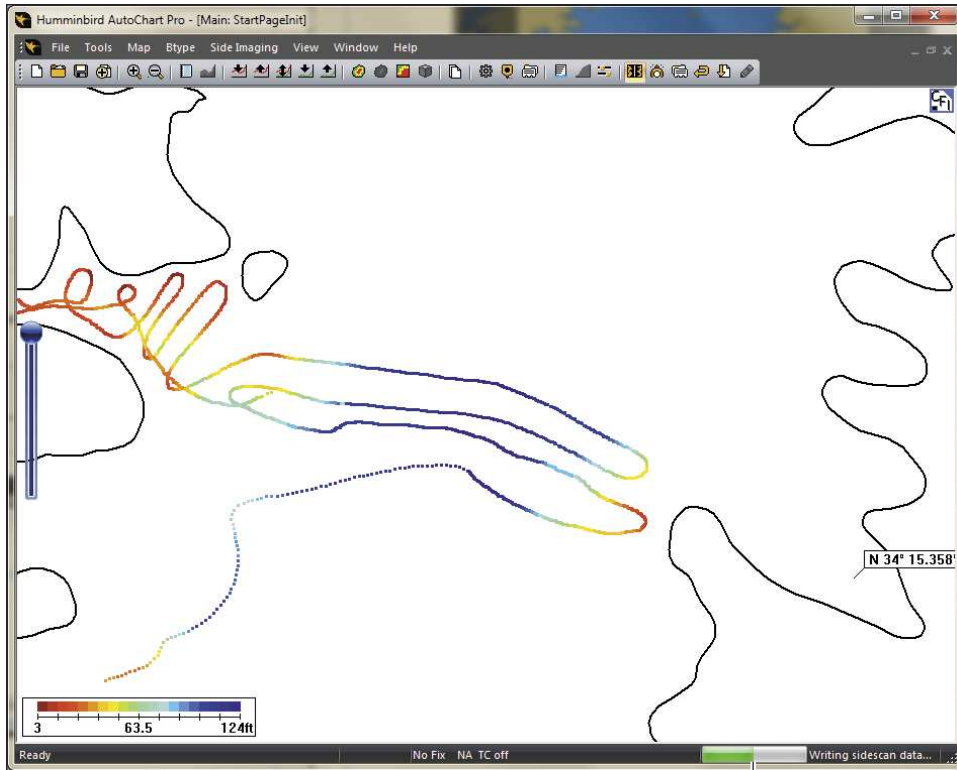 Humminbird AutoChart Pro - [Main: StartPageInit]
File Tools Map Btype Side Imaging View Window Help
CFI
N 34° 15.358'
3 63.5 124ft
Ready No Fix NA TC off Writing sidescan data...